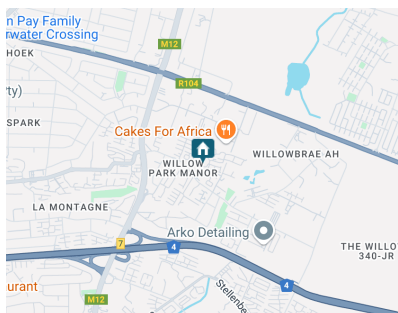 n Pay Family
rwater Crossing
HOEK
M12
R104
ty)
SPARK
Cakes For Africa
WILLOW
PARK MANOR
WILLOWBRAE AH
LA MONTAGNE
Arko Detailing
7
4
THE WILLO
340-JR
4
urant
M12
Stellenbe